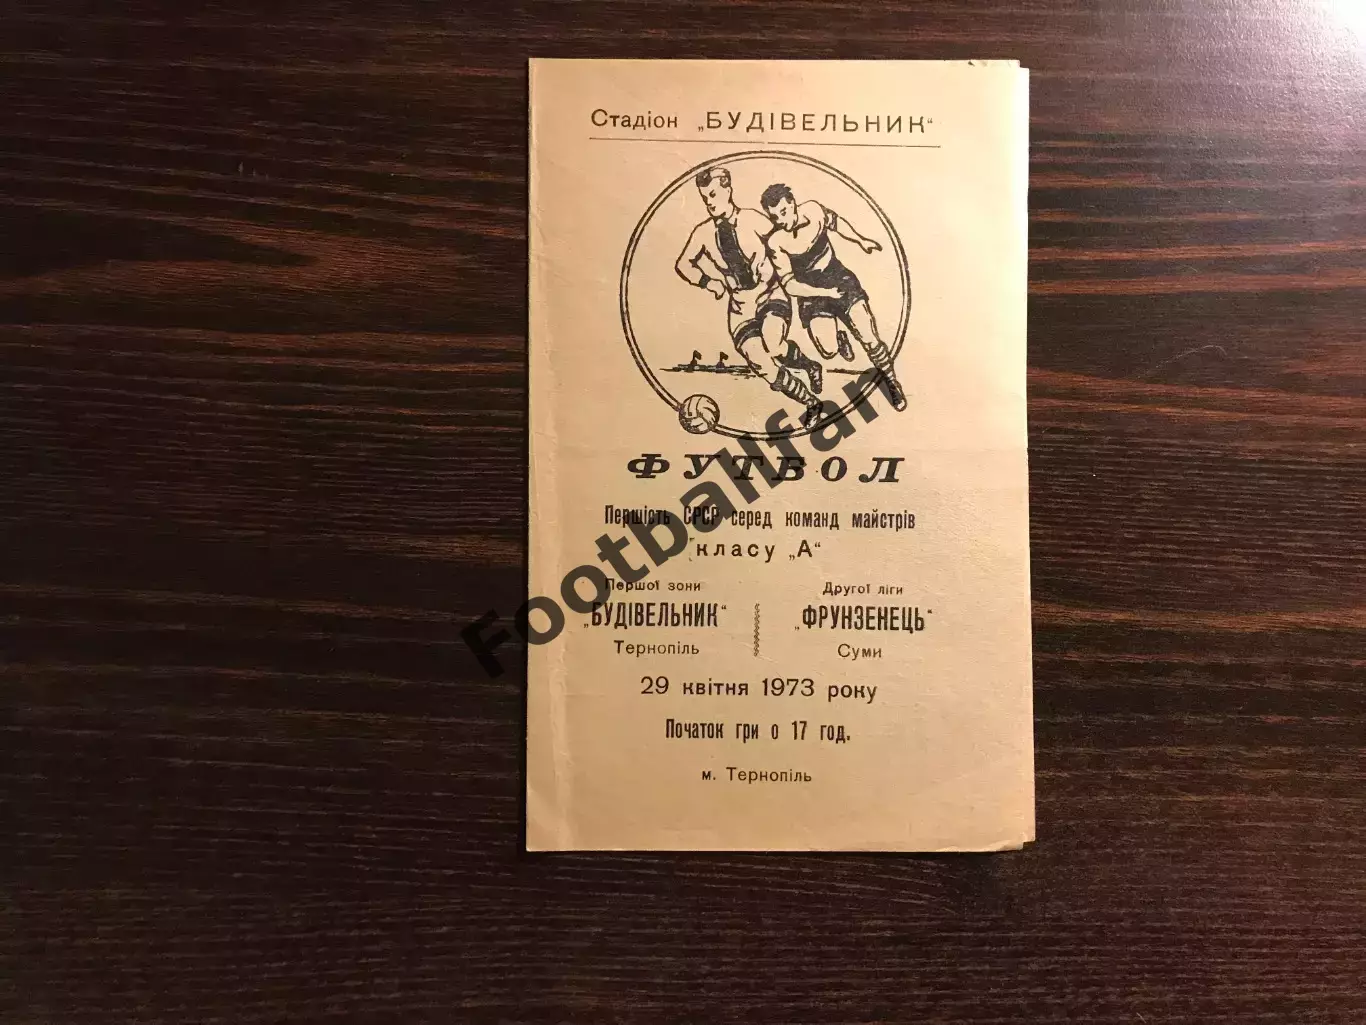 Стадіон „БУДІВЕЛЬНИК“
ФУТБОЛ
Першість СРСР серед команд майстрів
класу „А“
Першої зони Другої ліги
„БУДІВЕЛЬНИК“ „ФРУНЗЕНЕЦЬ“
Тернопіль Суми
29 квітня 1973 року
Початок гри о 17 год.
м. Тернопіль
Footballfan